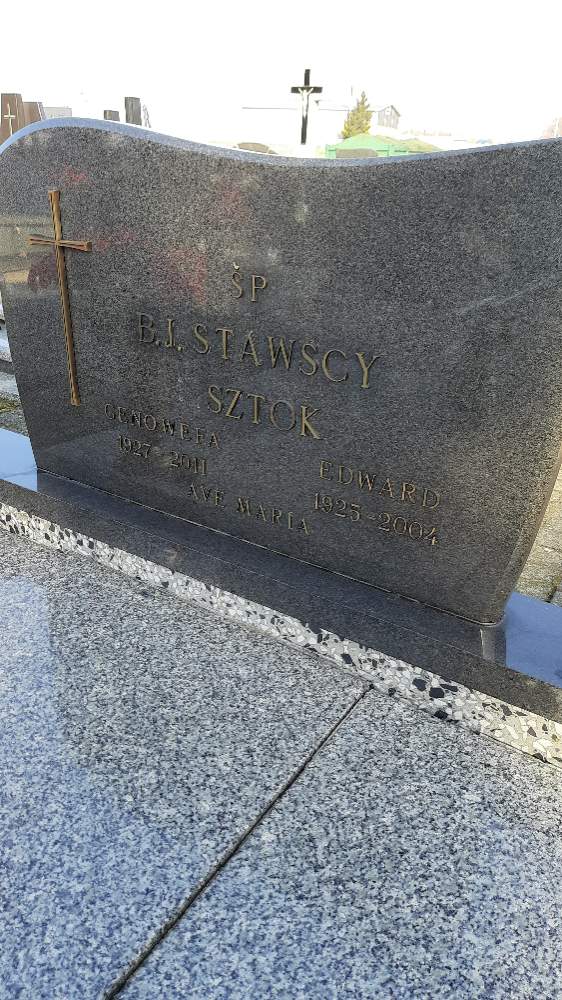 ŚP
B.J. STAWSCY
SZTOK
GENOWEFA
1927 - 2011
EDWARD
1925 - 2004
AVE MARIA